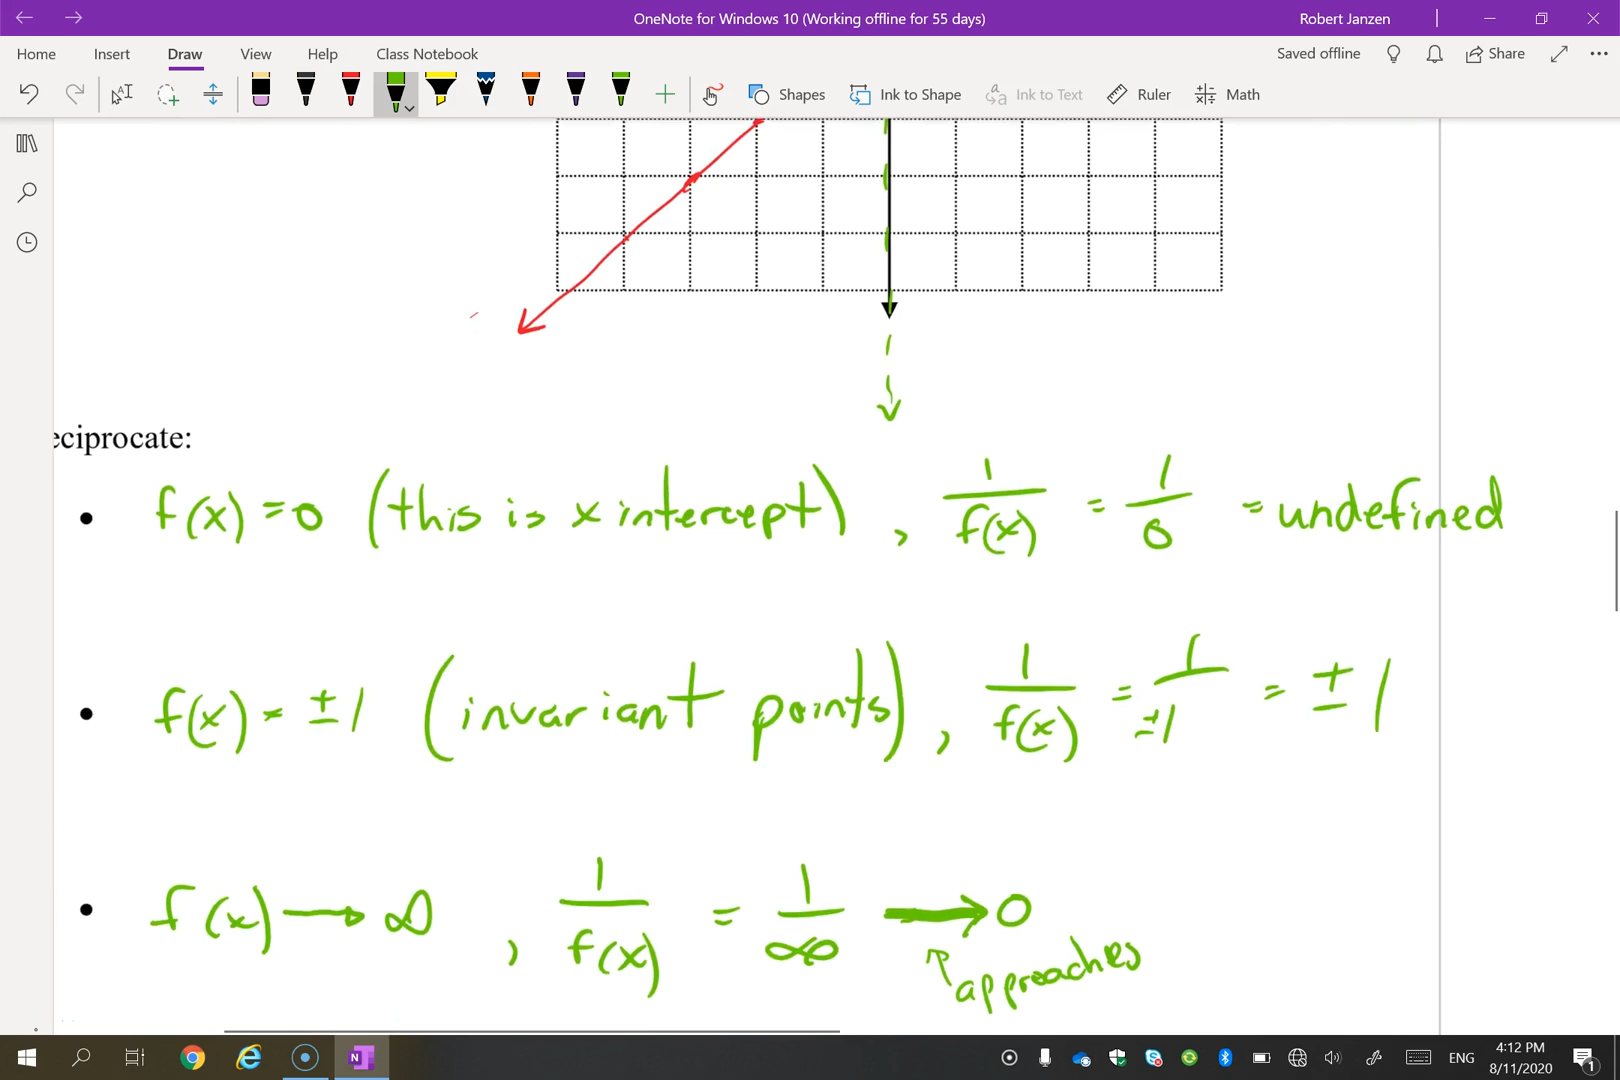 OneNote for Windows 10 (Working offline for 55 days)
Robert Janzen
Home Insert Draw View Help Class Notebook
Saved offline Share
Shapes Ink to Shape Ink to Text Ruler Math
eciprocate:
• f(x) = 0 (this is x intercept), 1/f(x) = 1/0 = undefined
• f(x) = ±1 (invariant points), 1/f(x) = 1/±1 = ±1
• f(x) → ∞, 1/f(x) = 1/∞ → 0
approaches
ENG
4:12 PM
8/11/2020
1